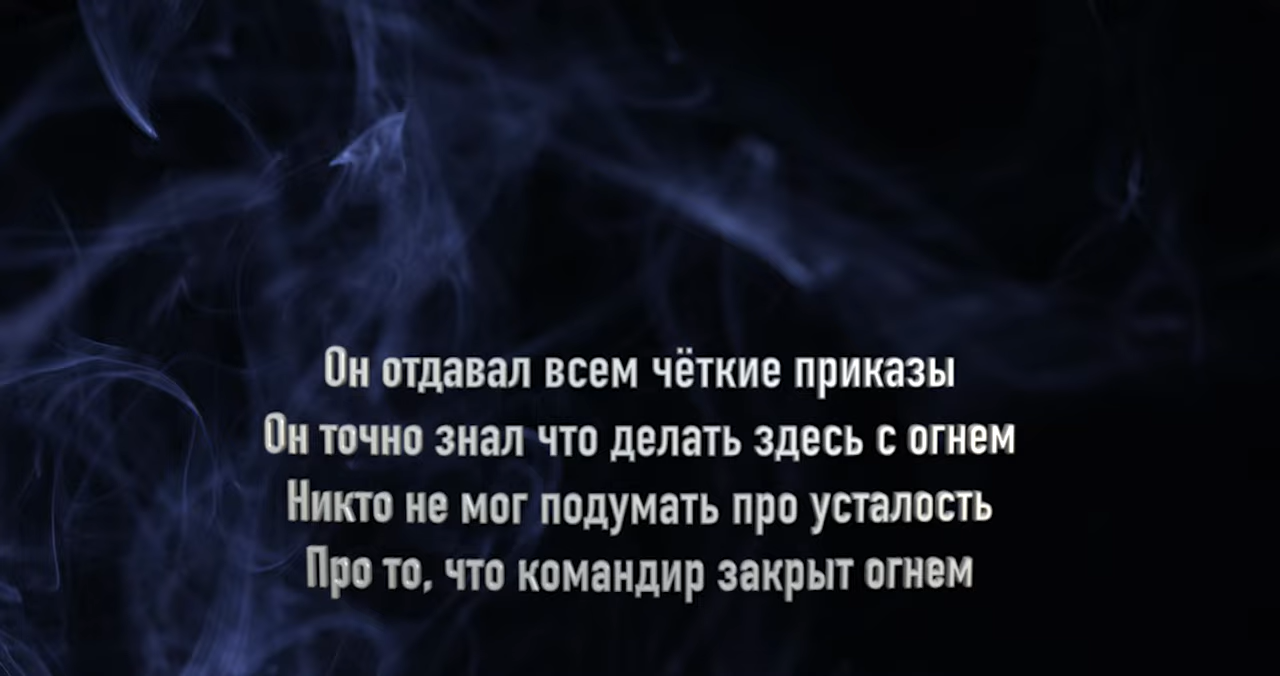 Он отдавал всем чёткие приказы
Он точно знал что делать здесь с огнем
Никто не мог подумать про усталость
Про то, что командир закрыт огнем